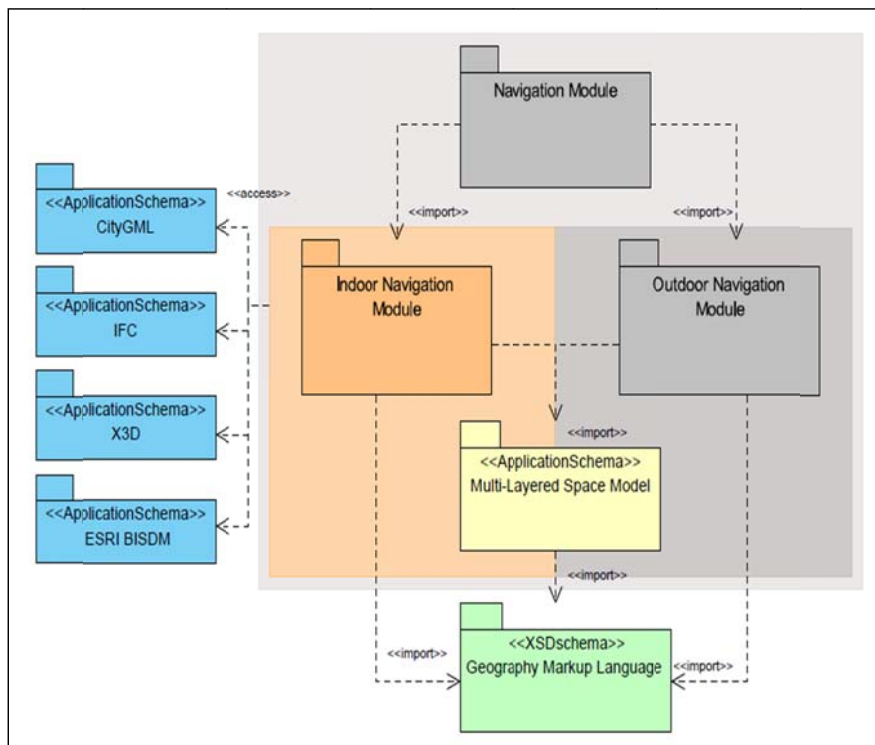 Navigation Module
<<ApplicationSchema>>
CityGML
<<access>>
<<import>>
<<import>>
Indoor Navigation
Module
Outdoor Navigation
Module
<<ApplicationSchema>>
IFC
<<ApplicationSchema>>
X3D
<<import>>
<<ApplicationSchema>>
Multi-Layered Space Model
<<ApplicationSchema>>
ESRI BISDM
<<import>>
<<XSDschema>>
Geography Markup Language
<<import>>
<<import>>